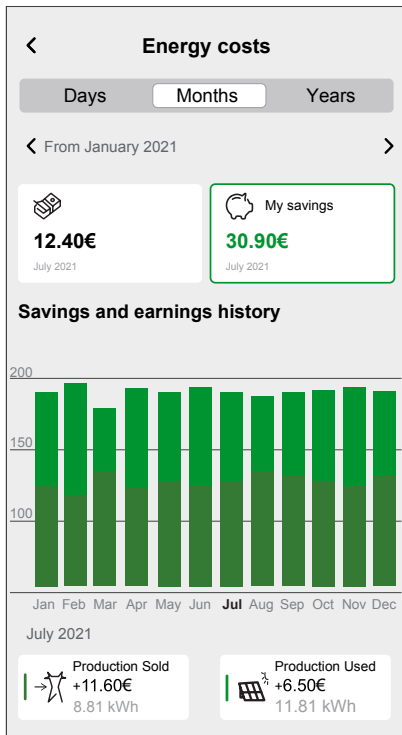 Energy costs
Days Months Years
From January 2021
12.40€
July 2021
My savings
30.90€
July 2021
Savings and earnings history
200
150
100
Jan Feb Mar Apr May Jun Jul Aug Sep Oct Nov Dec
July 2021
Production Sold
+11.60€
8.81 kWh
Production Used
+6.50€
11.81 kWh